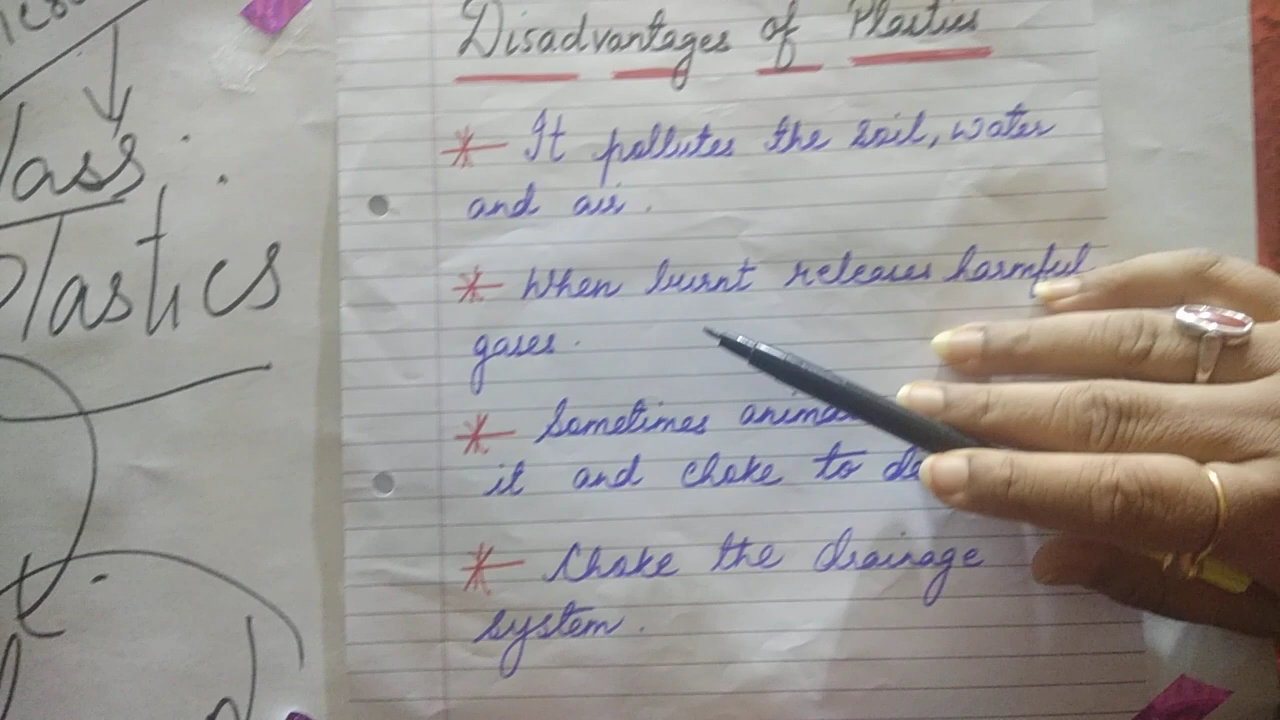 lass
Plastics
Disadvantages of Plastics
* It pollutes the soil, water
and air.
* When burnt releases harmful
gases.
* Sometimes
it and choke to
* Choke the drainage
system.